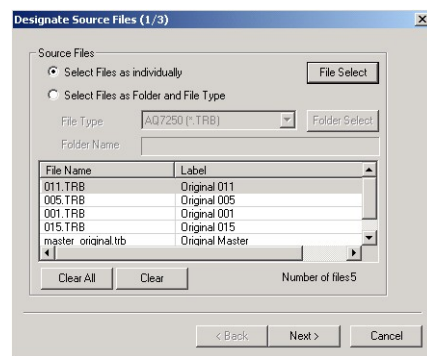 Designate Source Files (1/3)
Source Files
Select Files as individually
File Select
Select Files as Folder and File Type
File Type
AQ7250 (*.TRB)
Folder Select
Folder Name
File Name Label
011.TRB Original 011
005.TRB Original 005
001.TRB Original 001
015.TRB Original 015
master_original.trb Original Master
Clear All Clear Number of files5
< Back Next > Cancel